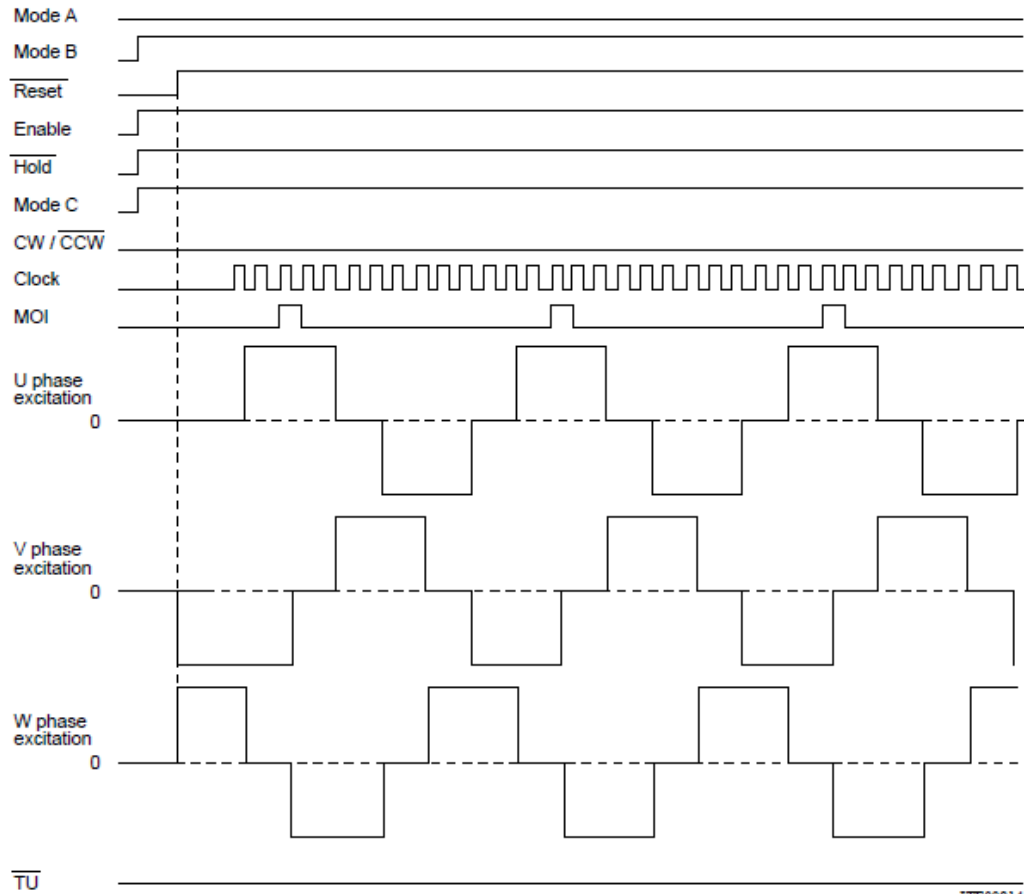 Mode A
Mode B
Reset
Enable
Hold
Mode C
CW / CCW
Clock
MOI
U phase
excitation
0
V phase
excitation
0
W phase
excitation
0
TU